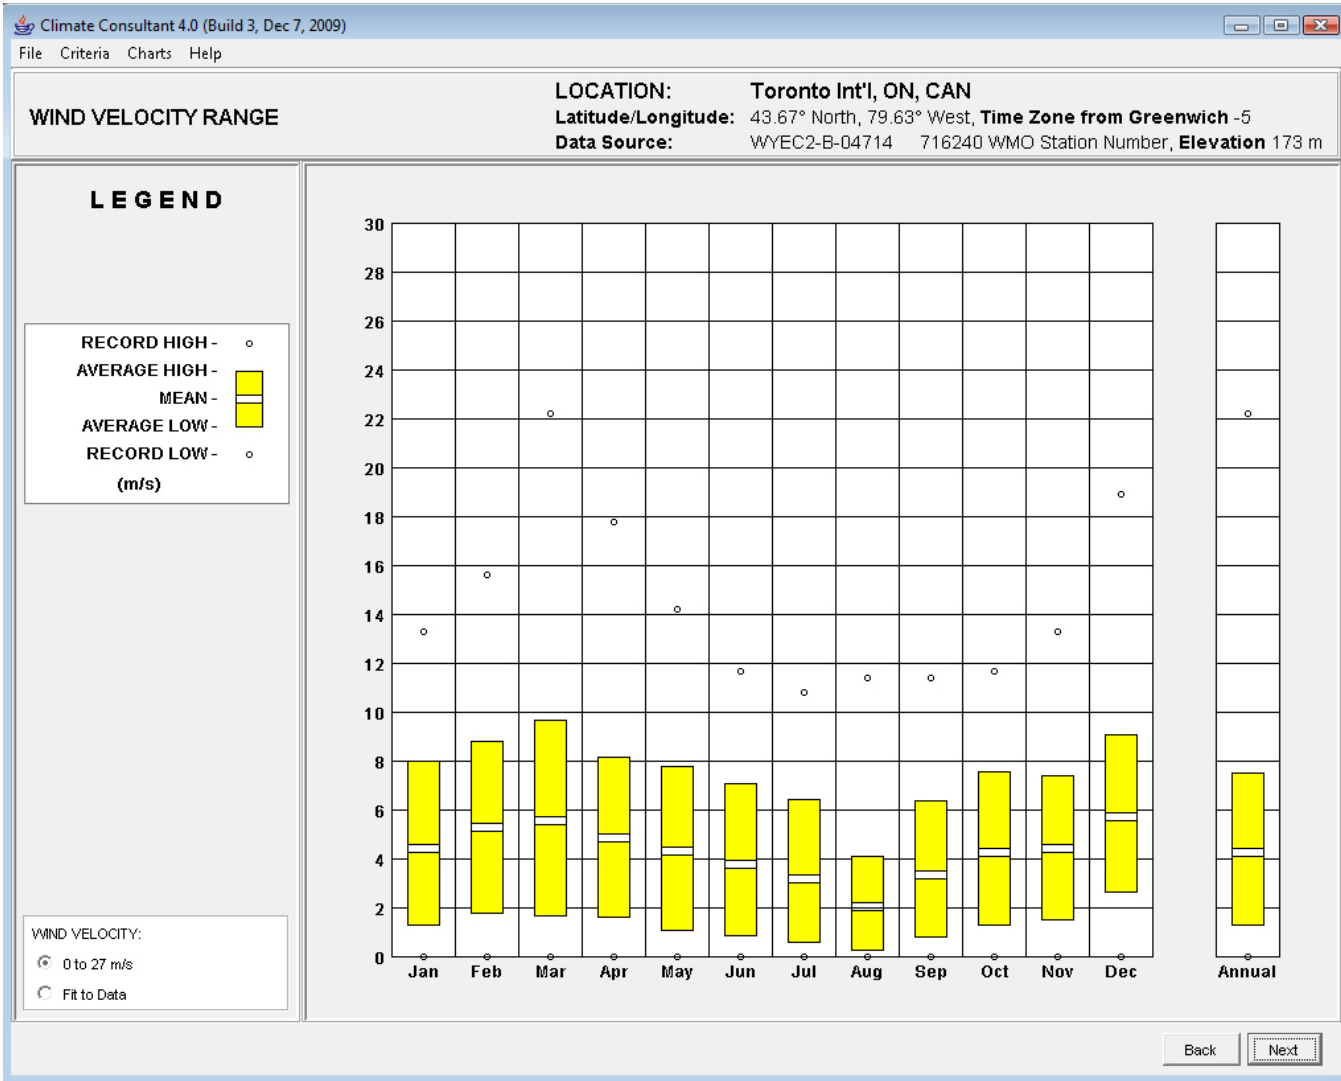 Climate Consultant 4.0 (Build 3, Dec 7, 2009)
File Criteria Charts Help
WIND VELOCITY RANGE
LOCATION: Toronto Int'l, ON, CAN
Latitude/Longitude: 43.67° North, 79.63° West, Time Zone from Greenwich -5
Data Source: WYEC2-B-04714 716240 WMO Station Number, Elevation 173 m
LEGEND
RECORD HIGH -
AVERAGE HIGH -
MEAN -
AVERAGE LOW -
RECORD LOW -
(m/s)
WIND VELOCITY:
0 to 27 m/s
Fit to Data
30
28
26
24
22
20
18
16
14
12
10
8
6
4
2
0
Jan Feb Mar Apr May Jun Jul Aug Sep Oct Nov Dec Annual
Back Next